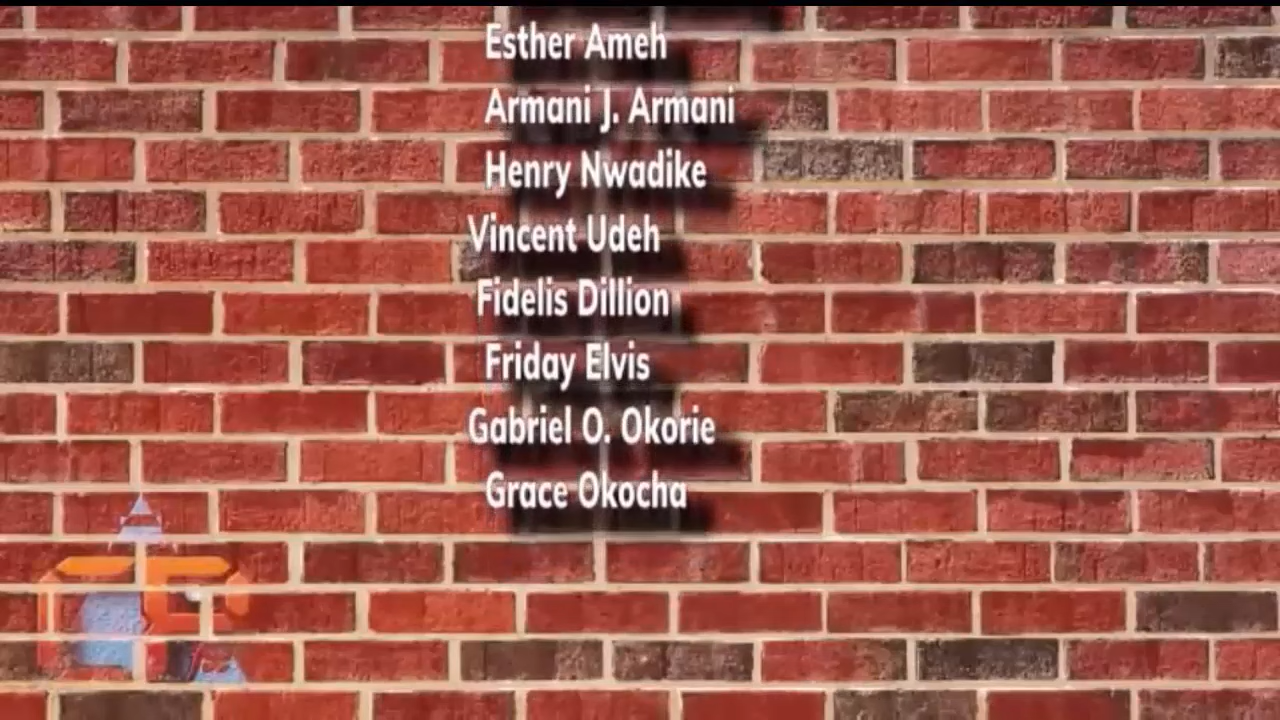 Esther Ameh
Armani J. Armani
Henry Nwadike
Vincent Udeh
Fidelis Dillion
Friday Elvis
Gabriel O. Okorie
Grace Okocha